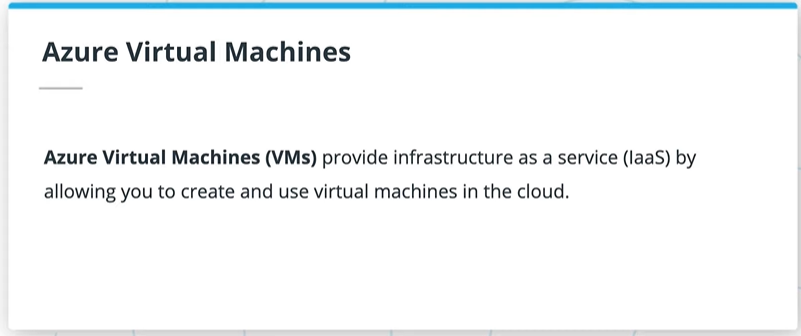 Azure Virtual Machines
Azure Virtual Machines (VMs) provide infrastructure as a service (IaaS) by
allowing you to create and use virtual machines in the cloud.